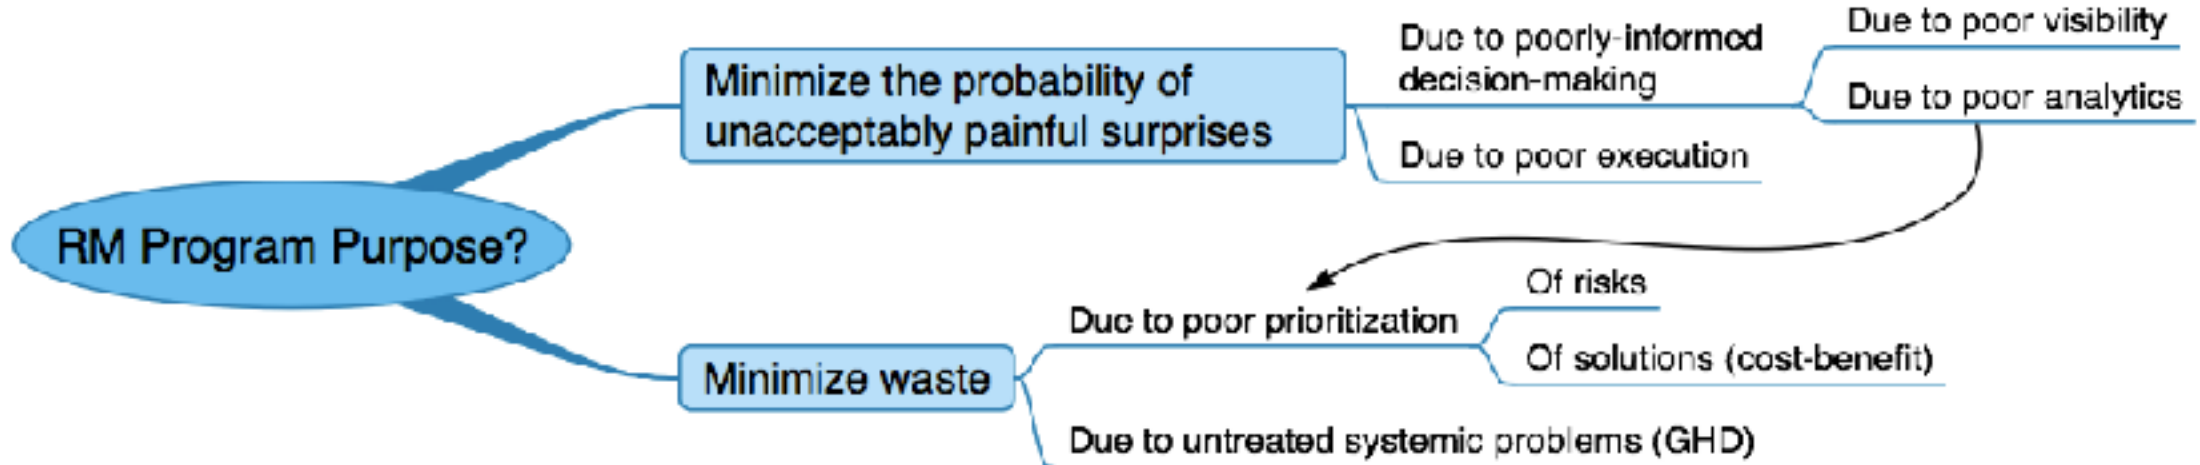 RM Program Purpose?
Minimize the probability of
unacceptably painful surprises
Due to poorly-informed
decision-making
Due to poor visibility
Due to poor analytics
Due to poor execution
Minimize waste
Due to poor prioritization
Of risks
Of solutions (cost-benefit)
Due to untreated systemic problems (GHD)